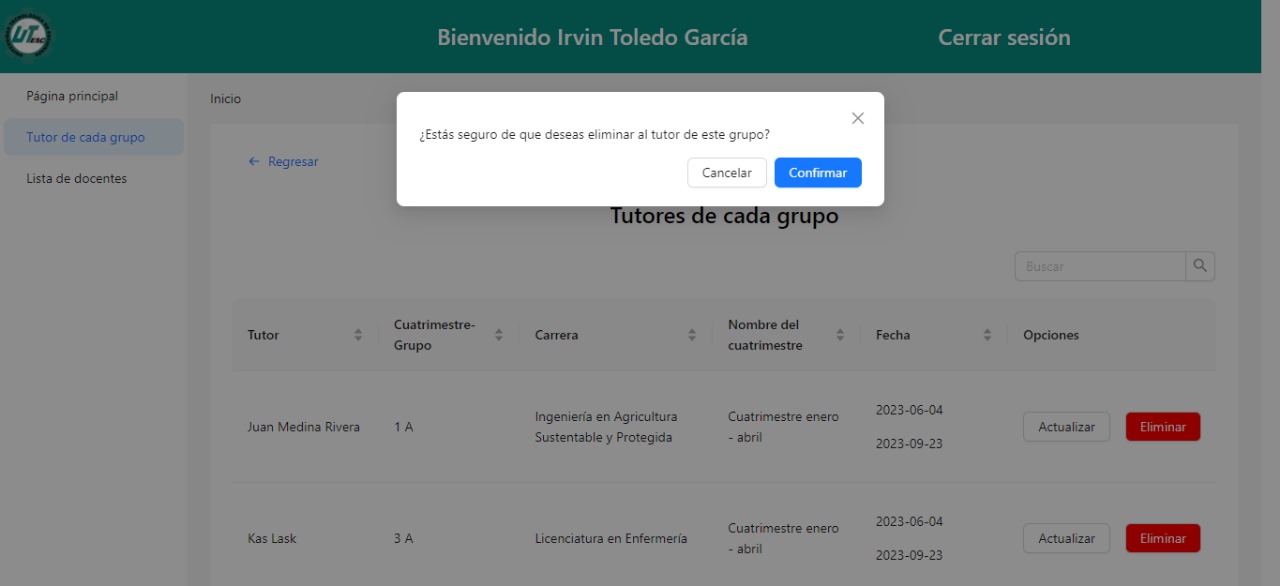 UT
Bienvenido Irvin Toledo García
Cerrar sesión
Página principal
Tutor de cada grupo
Lista de docentes
Inicio
← Regresar
¿Estás seguro de que deseas eliminar al tutor de este grupo?
Cancelar
Confirmar
Tutores de cada grupo
Buscar
Tutor
Cuatrimestre-
Grupo
Carrera
Nombre del
cuatrimestre
Fecha
Opciones
Juan Medina Rivera
1 A
Ingeniería en Agricultura
Sustentable y Protegida
Cuatrimestre enero
- abril
2023-06-04
2023-09-23
Actualizar
Eliminar
Kas Lask
3 A
Licenciatura en Enfermería
Cuatrimestre enero
- abril
2023-06-04
2023-09-23
Actualizar
Eliminar